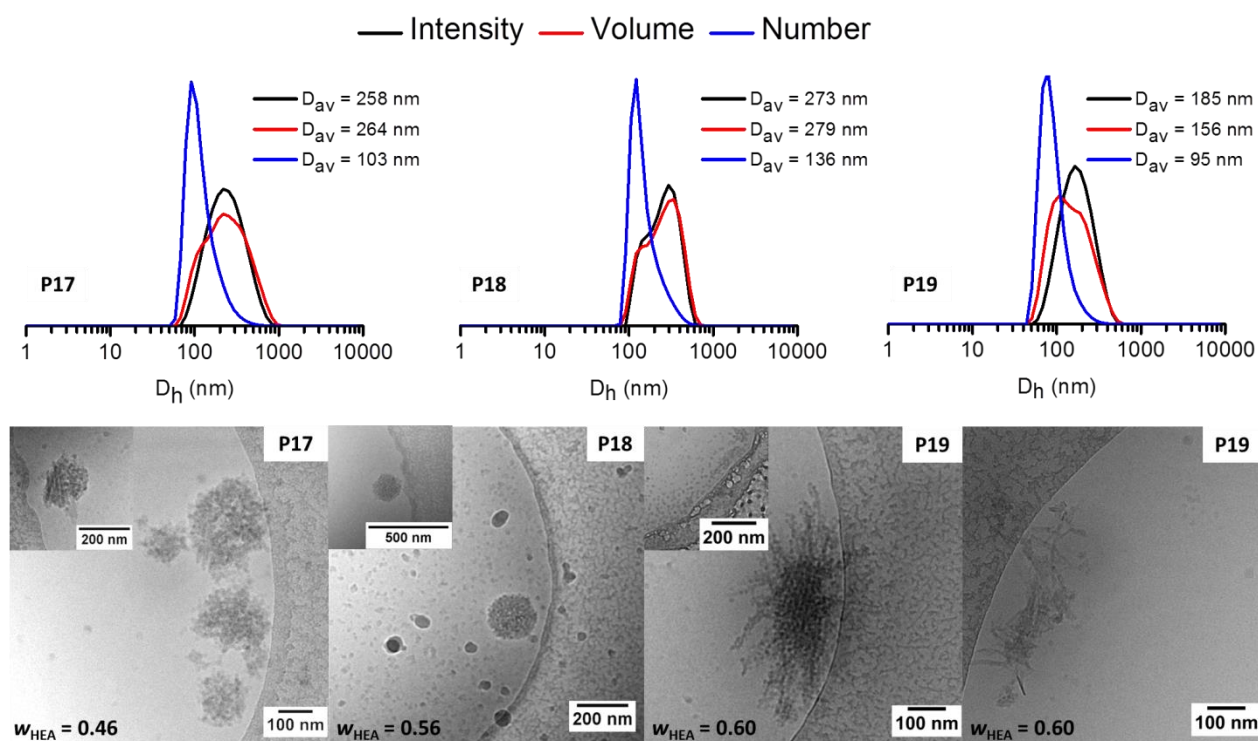 Intensity Volume Number
D_av = 258 nm
D_av = 264 nm
D_av = 103 nm
P17
1 10 100 1000 10000
D_h (nm)
D_av = 273 nm
D_av = 279 nm
D_av = 136 nm
P18
1 10 100 1000 10000
D_h (nm)
D_av = 185 nm
D_av = 156 nm
D_av = 95 nm
P19
1 10 100 1000 10000
D_h (nm)
P17
200 nm
w_HEA = 0.46
100 nm
P18
500 nm
w_HEA = 0.56
200 nm
P19
200 nm
w_HEA = 0.60
100 nm
P19
w_HEA = 0.60
100 nm